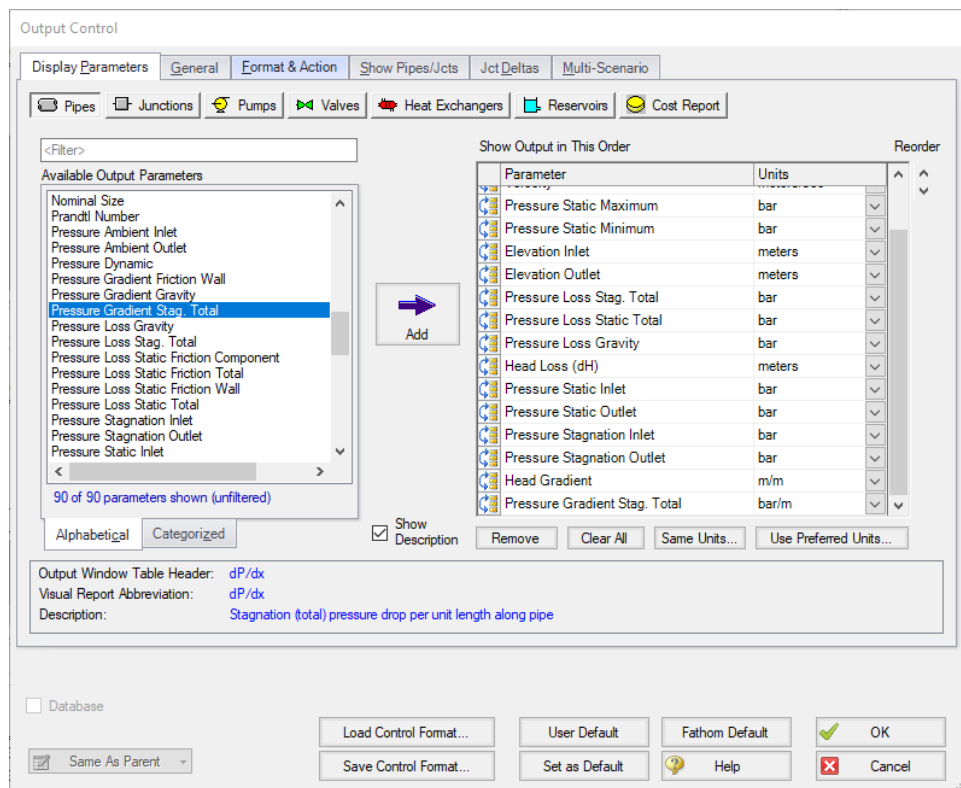 Output Control
Display Parameters General Format & Action Show Pipes/Jcts Jct Deltas Multi-Scenario
Pipes Junctions Pumps Valves Heat Exchangers Reservoirs Cost Report
<Filter>
Available Output Parameters
Nominal Size
Prandtl Number
Pressure Ambient Inlet
Pressure Ambient Outlet
Pressure Dynamic
Pressure Gradient Friction Wall
Pressure Gradient Gravity
Pressure Gradient Stag. Total
Pressure Loss Gravity
Pressure Loss Stag. Total
Pressure Loss Static Friction Component
Pressure Loss Static Friction Total
Pressure Loss Static Friction Wall
Pressure Loss Static Total
Pressure Stagnation Inlet
Pressure Stagnation Outlet
Pressure Static Inlet
90 of 90 parameters shown (unfiltered)
Alphabetical Categorized
Add
Show
Description
Show Output in This Order Reorder
Parameter Units
Pressure Static Maximum bar
Pressure Static Minimum bar
Elevation Inlet meters
Elevation Outlet meters
Pressure Loss Stag. Total bar
Pressure Loss Static Total bar
Pressure Loss Gravity bar
Head Loss (dH) meters
Pressure Static Inlet bar
Pressure Static Outlet bar
Pressure Stagnation Inlet bar
Pressure Stagnation Outlet bar
Head Gradient m/m
Pressure Gradient Stag. Total bar/m
Remove Clear All Same Units... Use Preferred Units...
Output Window Table Header: dP/dx
Visual Report Abbreviation: dP/dx
Description: Stagnation (total) pressure drop per unit length along pipe
Database
Load Control Format... User Default Fathom Default OK
Same As Parent Save Control Format... Set as Default Help Cancel